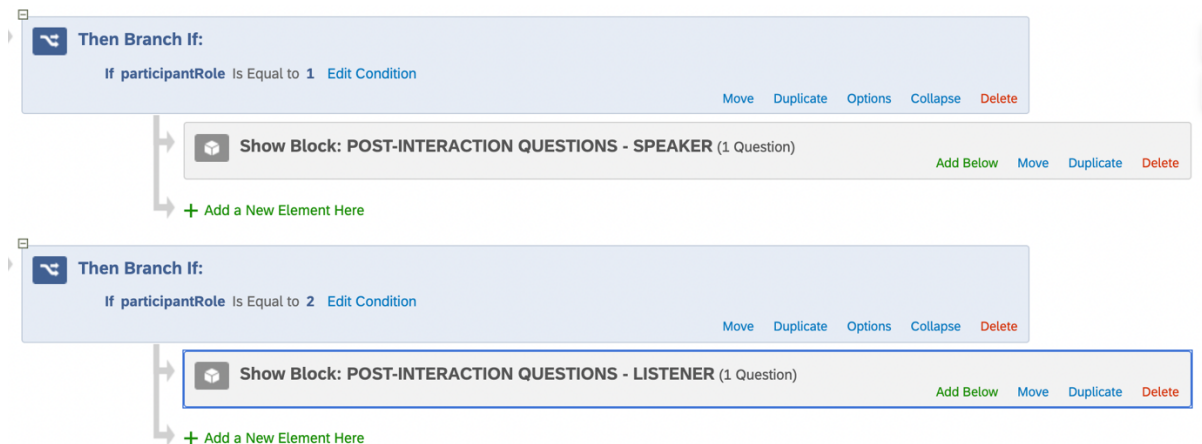 Then Branch If:
If participantRole Is Equal to 1 Edit Condition
Move Duplicate Options Collapse Delete
Show Block: POST-INTERACTION QUESTIONS - SPEAKER (1 Question)
Add Below Move Duplicate Delete
+ Add a New Element Here
Then Branch If:
If participantRole Is Equal to 2 Edit Condition
Move Duplicate Options Collapse Delete
Show Block: POST-INTERACTION QUESTIONS - LISTENER (1 Question)
Add Below Move Duplicate Delete
+ Add a New Element Here